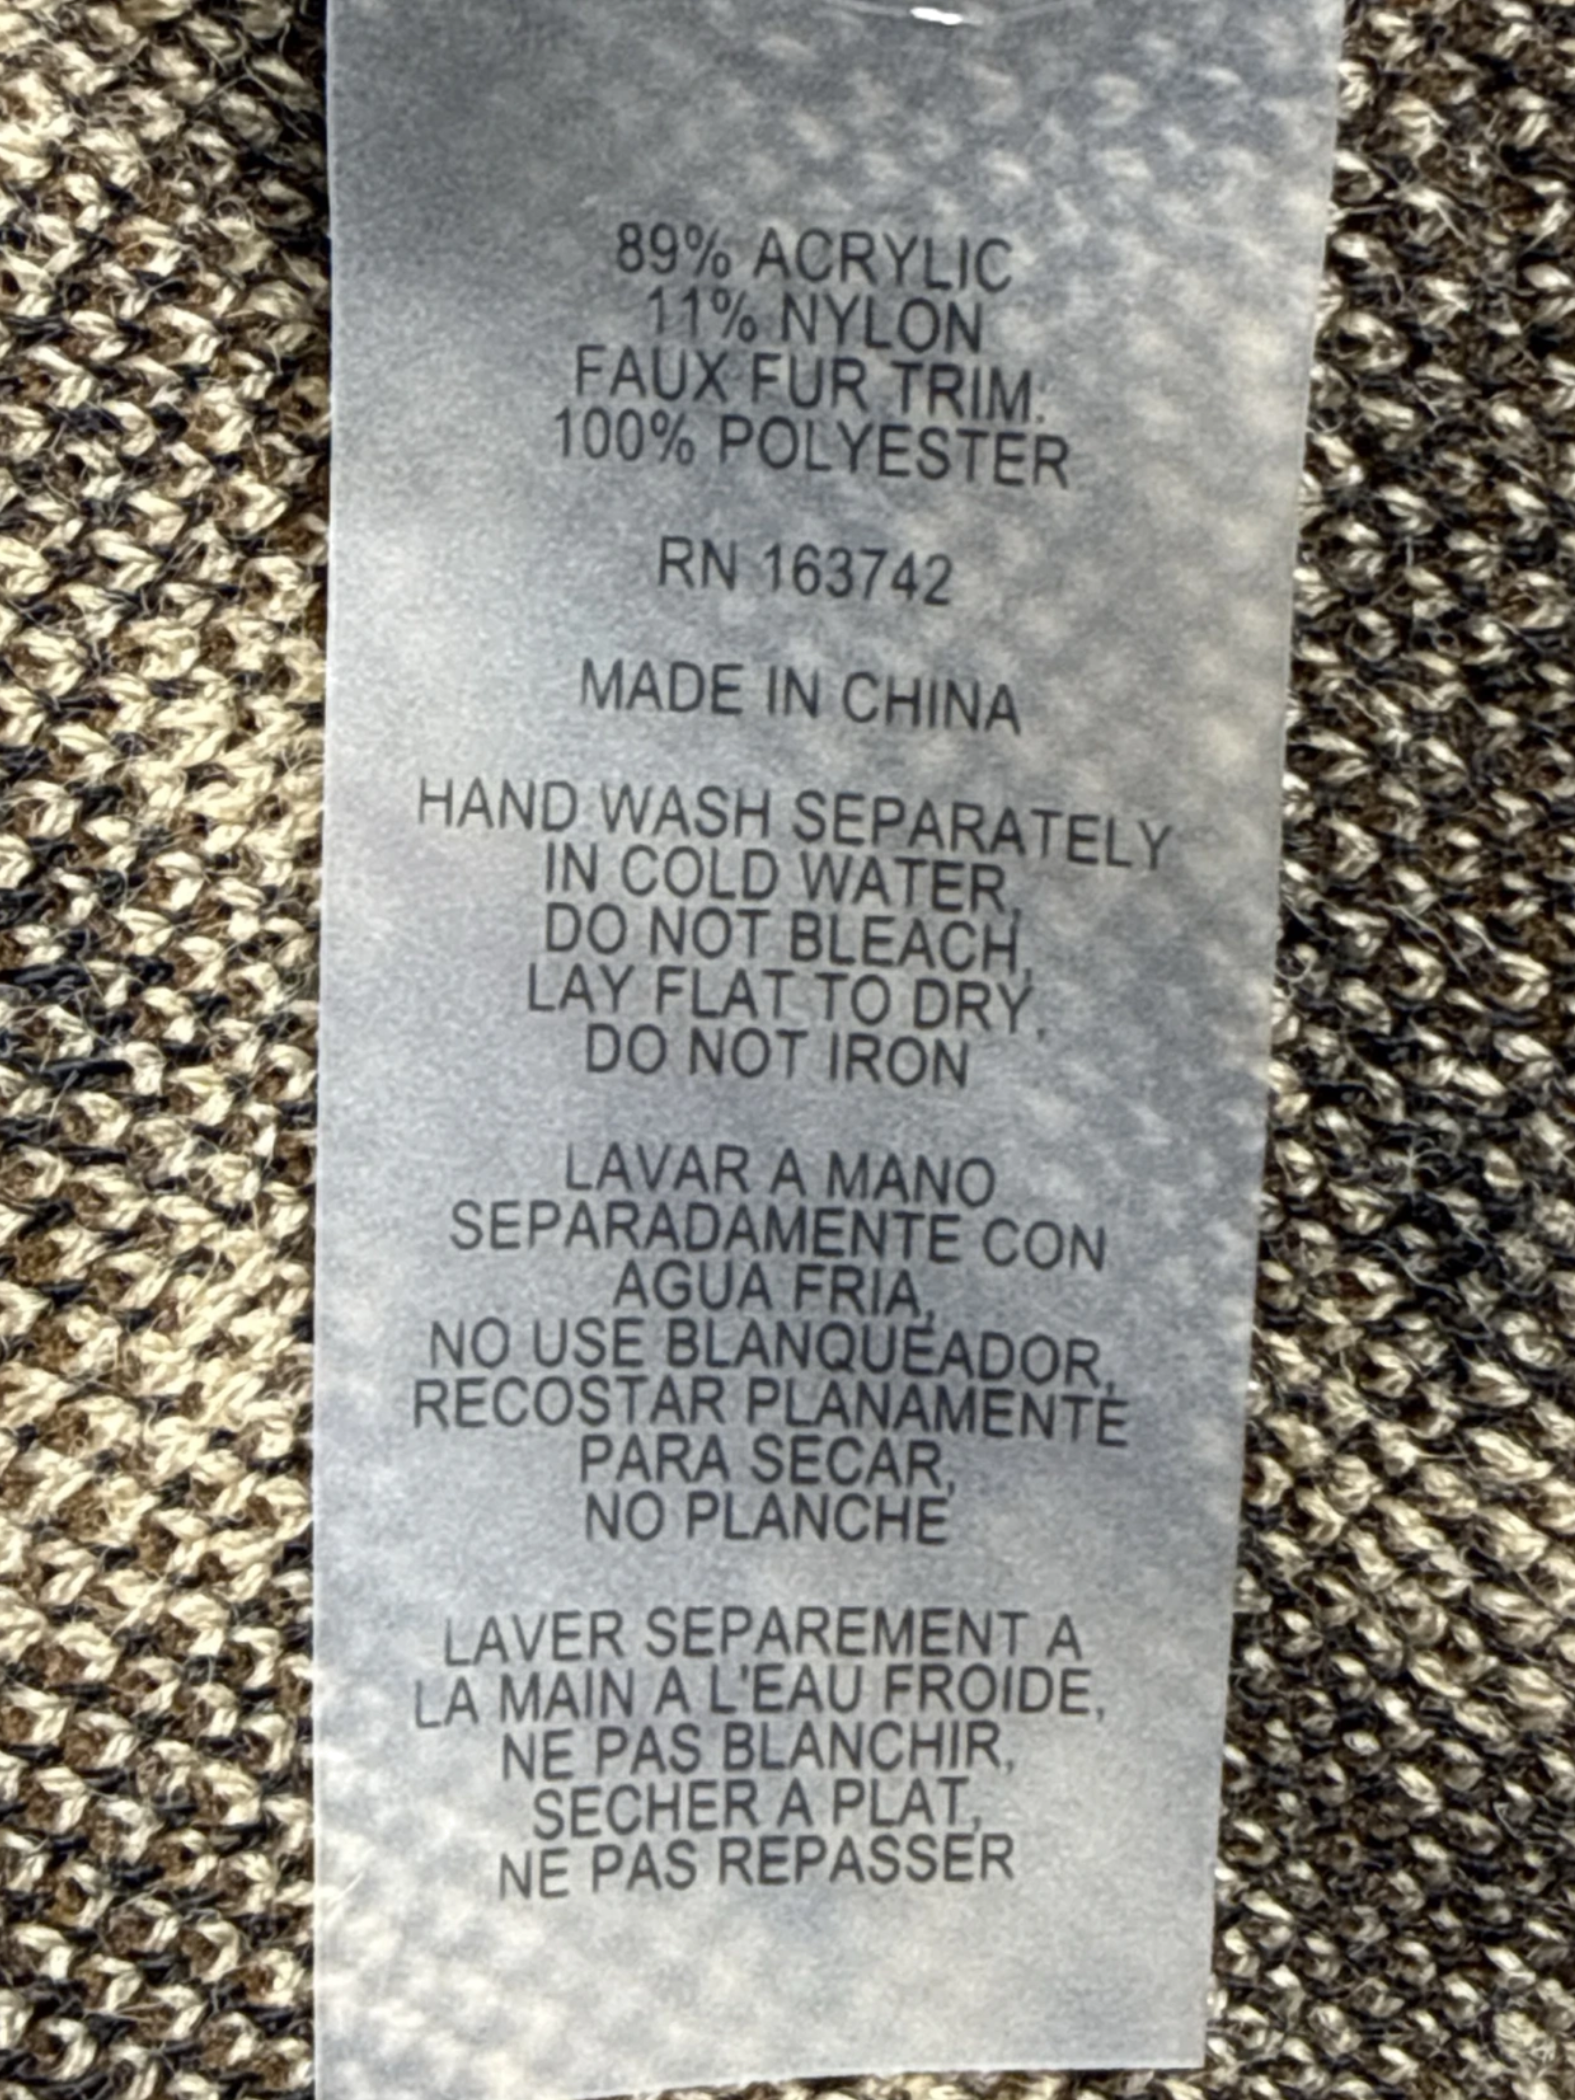 89% ACRYLIC
11% NYLON
FAUX FUR TRIM.
100% POLYESTER
RN 163742
MADE IN CHINA
HAND WASH SEPARATELY
IN COLD WATER,
DO NOT BLEACH,
LAY FLAT TO DRY,
DO NOT IRON
LAVAR A MANO
SEPARADAMENTE CON
AGUA FRIA,
NO USE BLANQUEADOR,
RECOSTAR PLANAMENTE
PARA SECAR,
NO PLANCHE
LAVER SEPAREMENT A
LA MAIN A L'EAU FROIDE,
NE PAS BLANCHIR,
SECHER A PLAT,
NE PAS REPASSER